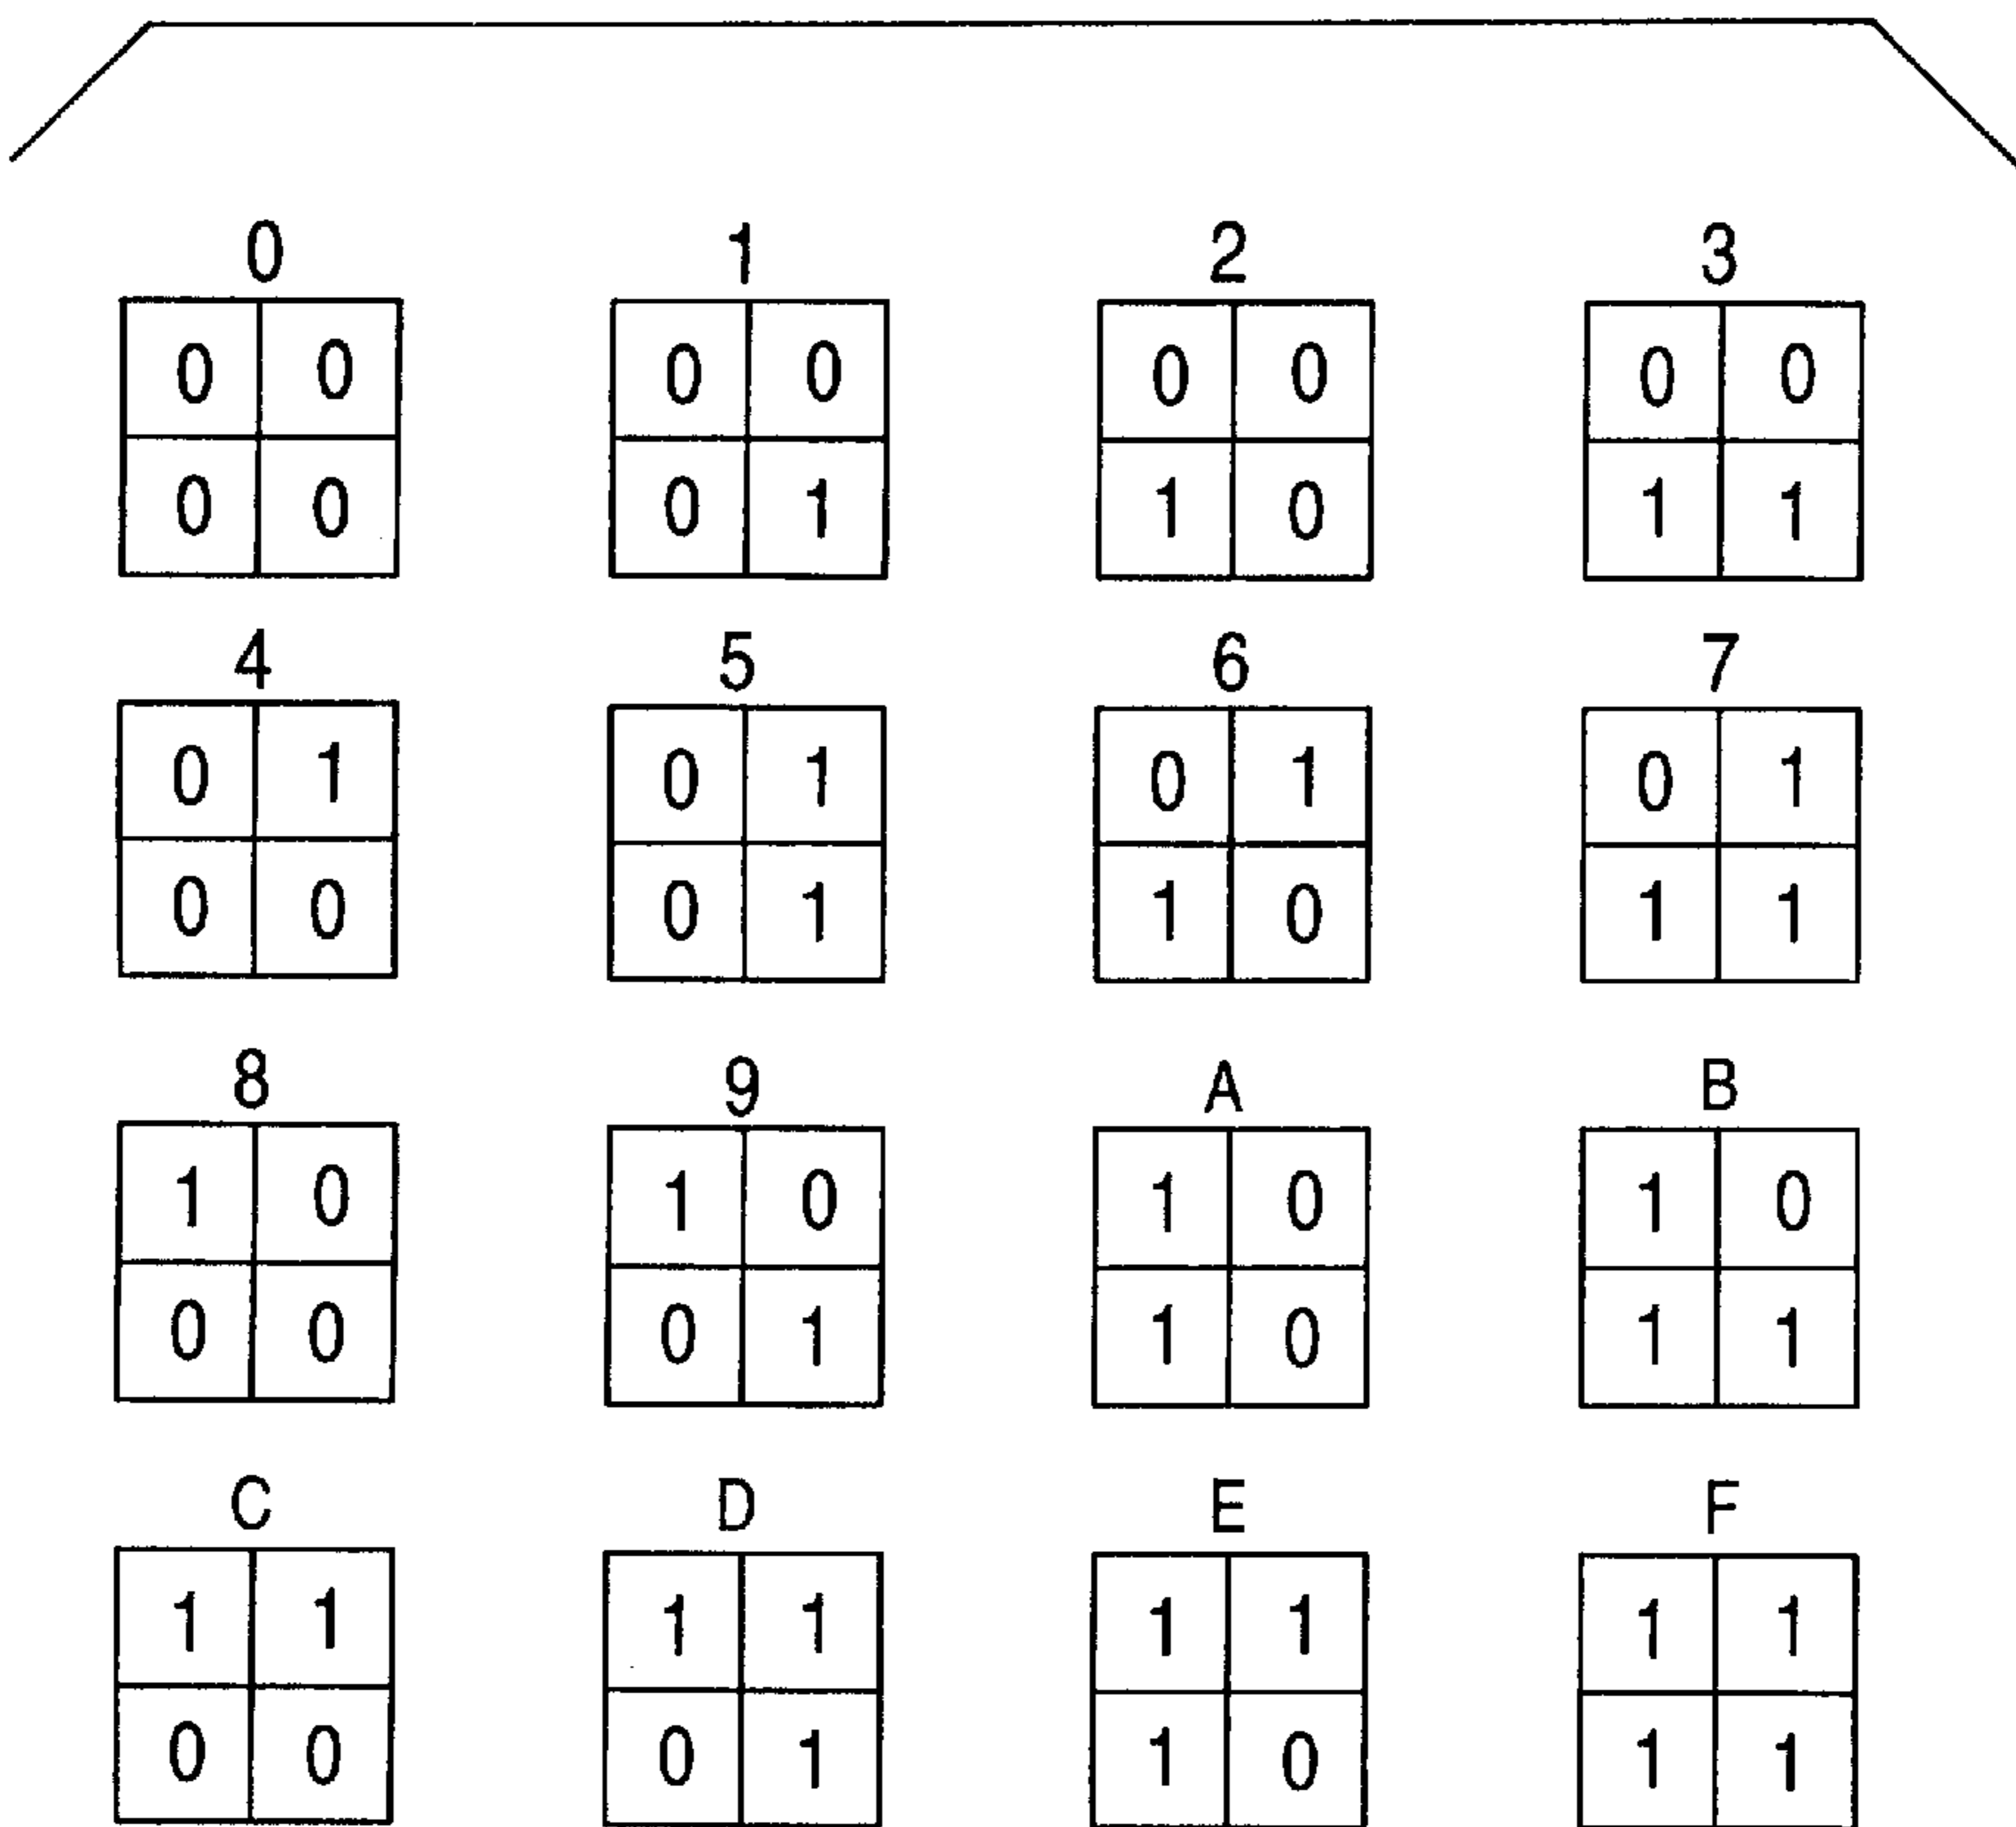 0 1 2 3
0 0 0 0 0 0 0 0
0 0 0 1 1 0 1 1
4 5 6 7
0 1 0 1 0 1 0 1
0 0 0 1 1 0 1 1
8 9 A B
1 0 1 0 1 0 1 0
0 0 0 1 1 0 1 1
C D E F
1 1 1 1 1 1 1 1
0 0 0 1 1 0 1 1